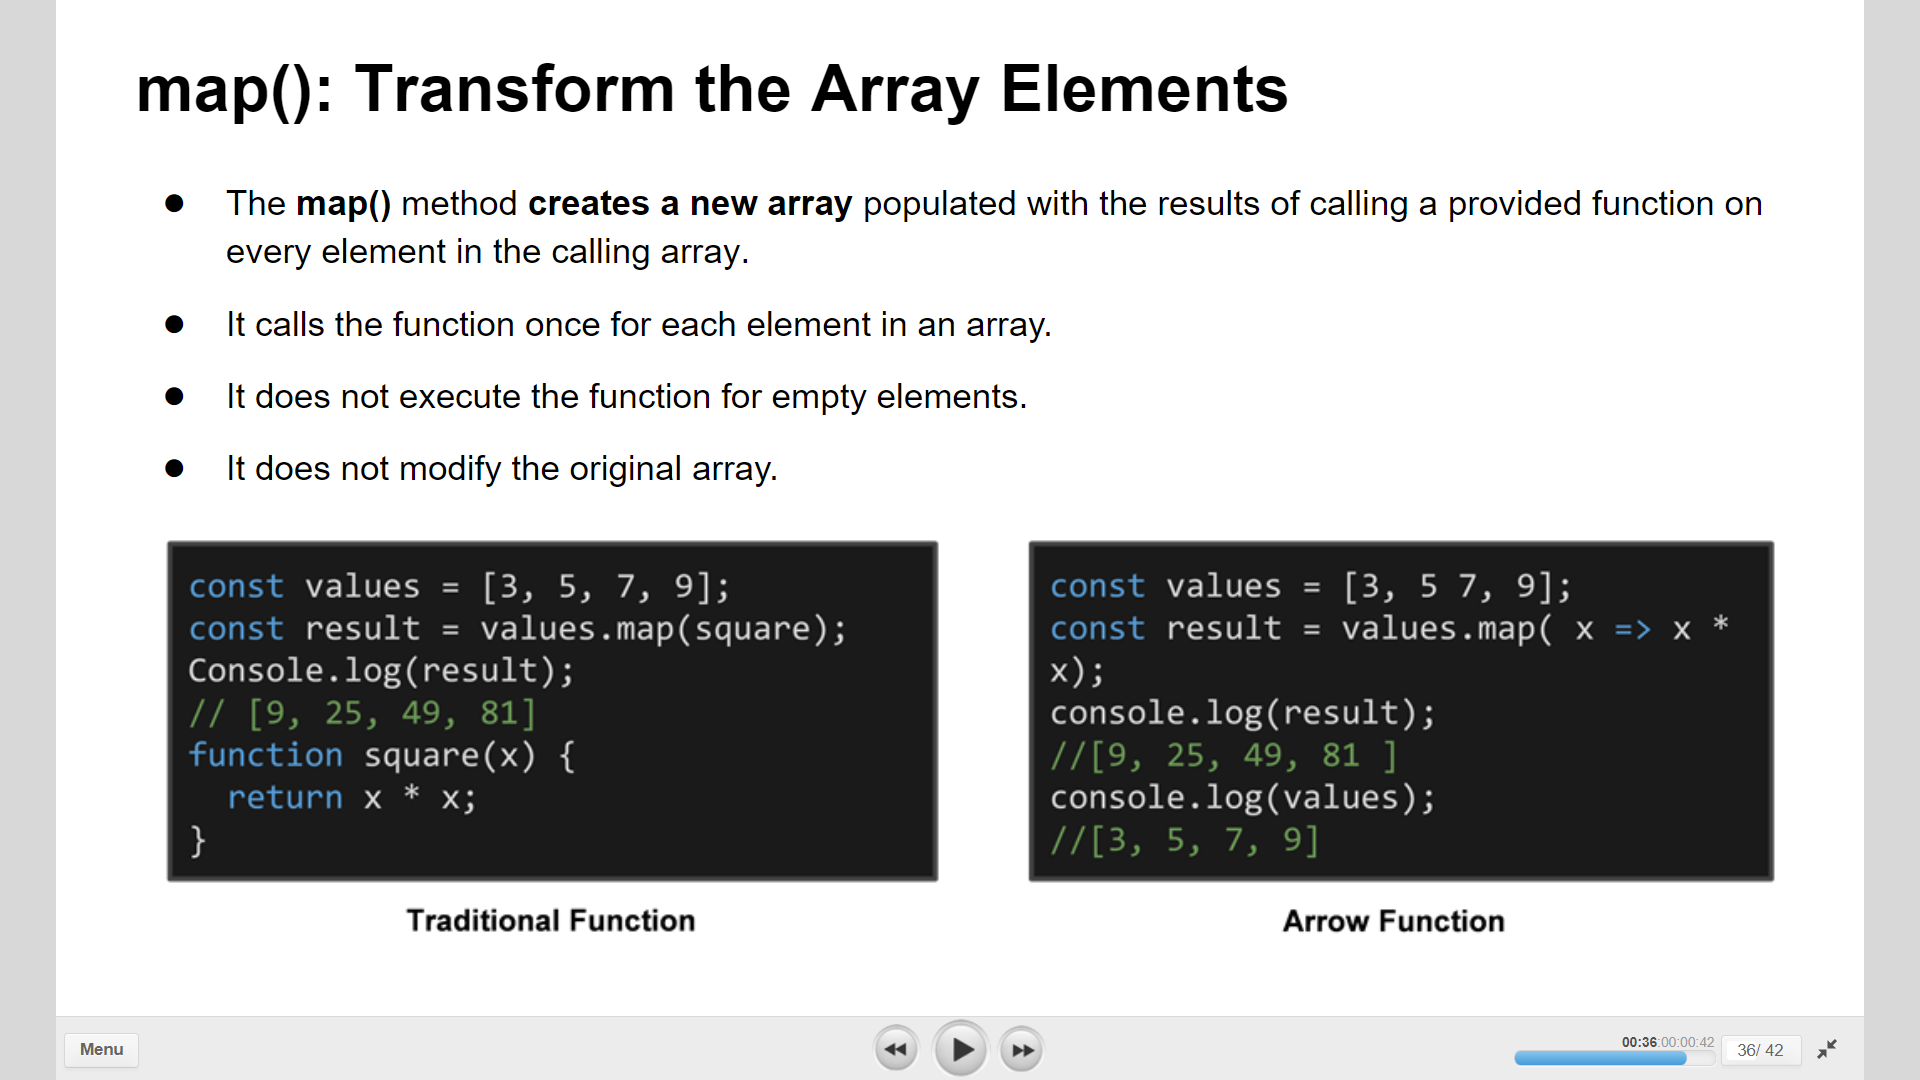 map(): Transform the Array Elements
● The map() method creates a new array populated with the results of calling a provided function on
every element in the calling array.
● It calls the function once for each element in an array.
● It does not execute the function for empty elements.
● It does not modify the original array.
const values = [3, 5, 7, 9];
const result = values.map(square);
Console.log(result);
// [9, 25, 49, 81]
function square(x) {
  return x * x;
}
Traditional Function
const values = [3, 5 7, 9];
const result = values.map( x => x *
x);
console.log(result);
//[9, 25, 49, 81 ]
console.log(values);
//[3, 5, 7, 9]
Arrow Function
Menu
00:36:00:00:42
36/ 42